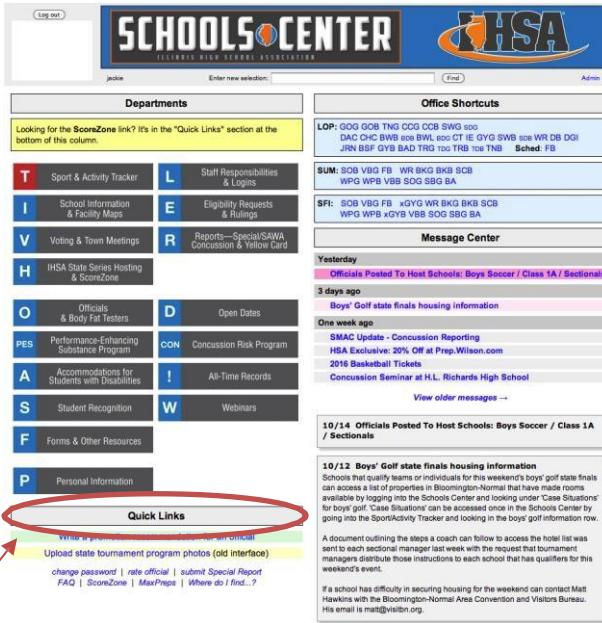 Log out
SCHOOLS CENTER
ILLINOIS HIGH SCHOOL ASSOCIATION
IHSA
jackie
Enter new selection:
Find
Admin
Departments
Looking for the ScoreZone link? It's in the "Quick Links" section at the
bottom of this column.
T Sport & Activity Tracker
L Staff Responsibilities
& Logins
I School Information
& Facility Maps
E Eligibility Requests
& Rulings
V Voting & Town Meetings
R Reports—Special/SAWA
Concussion & Yellow Card
H IHSA State Series Hosting
& ScoreZone
O Officials
& Body Fat Testers
D Open Dates
PES Performance-Enhancing
Substance Program
CON Concussion Risk Program
A Accommodations for
Students with Disabilities
! All-Time Records
S Student Recognition
W Webinars
F Forms & Other Resources
P Personal Information
Quick Links
Write a promotion recommendation for an official
Upload state tournament program photos (old interface)
change password | rate official | submit Special Report
FAQ | ScoreZone | MaxPreps | Where do I find...?
Office Shortcuts
LOP: GOG GOB TNG CCG CCB SWG SDG
DAC CHC BWB BDB BWL BDG CT IE GYG SWB SDB WR DB DGI
JRN BSF GYB BAD TRG TDG TRB TDB TNB Sched: FB
SUM: SOB VBG FB WR BKG BKB SCB
WPG WPB VBB SOG SBG BA
SFI: SOB VBG FB xGYG WR BKG BKB SCB
WPG WPB xGYB VBB SOG SBG BA
Message Center
Yesterday
Officials Posted To Host Schools: Boys Soccer / Class 1A / Sectionals
3 days ago
Boys' Golf state finals housing information
One week ago
SMAC Update - Concussion Reporting
HSA Exclusive: 20% Off at Prep.Wilson.com
2016 Basketball Tickets
Concussion Seminar at H.L. Richards High School
View older messages →
10/14 Officials Posted To Host Schools: Boys Soccer / Class 1A
/ Sectionals
10/12 Boys' Golf state finals housing information
Schools that qualify teams or individuals for this weekend's boys' golf state finals
can access a list of properties in Bloomington-Normal that have made rooms
available by logging into the Schools Center and looking under 'Case Situations'
for boys' golf. 'Case Situations' can be accessed once in the Schools Center by
going into the Sport/Activity Tracker and looking in the boys' golf information row.
A document outlining the steps a coach can follow to access the hotel list was
sent to each sectional manager last week with the request that tournament
managers distribute those instructions to each school that has qualifiers for this
weekend's event.
If a school has difficulty in securing housing for the weekend can contact Matt
Hawkins with the Bloomington-Normal Area Convention and Visitors Bureau.
His email is matt@visitbn.org.